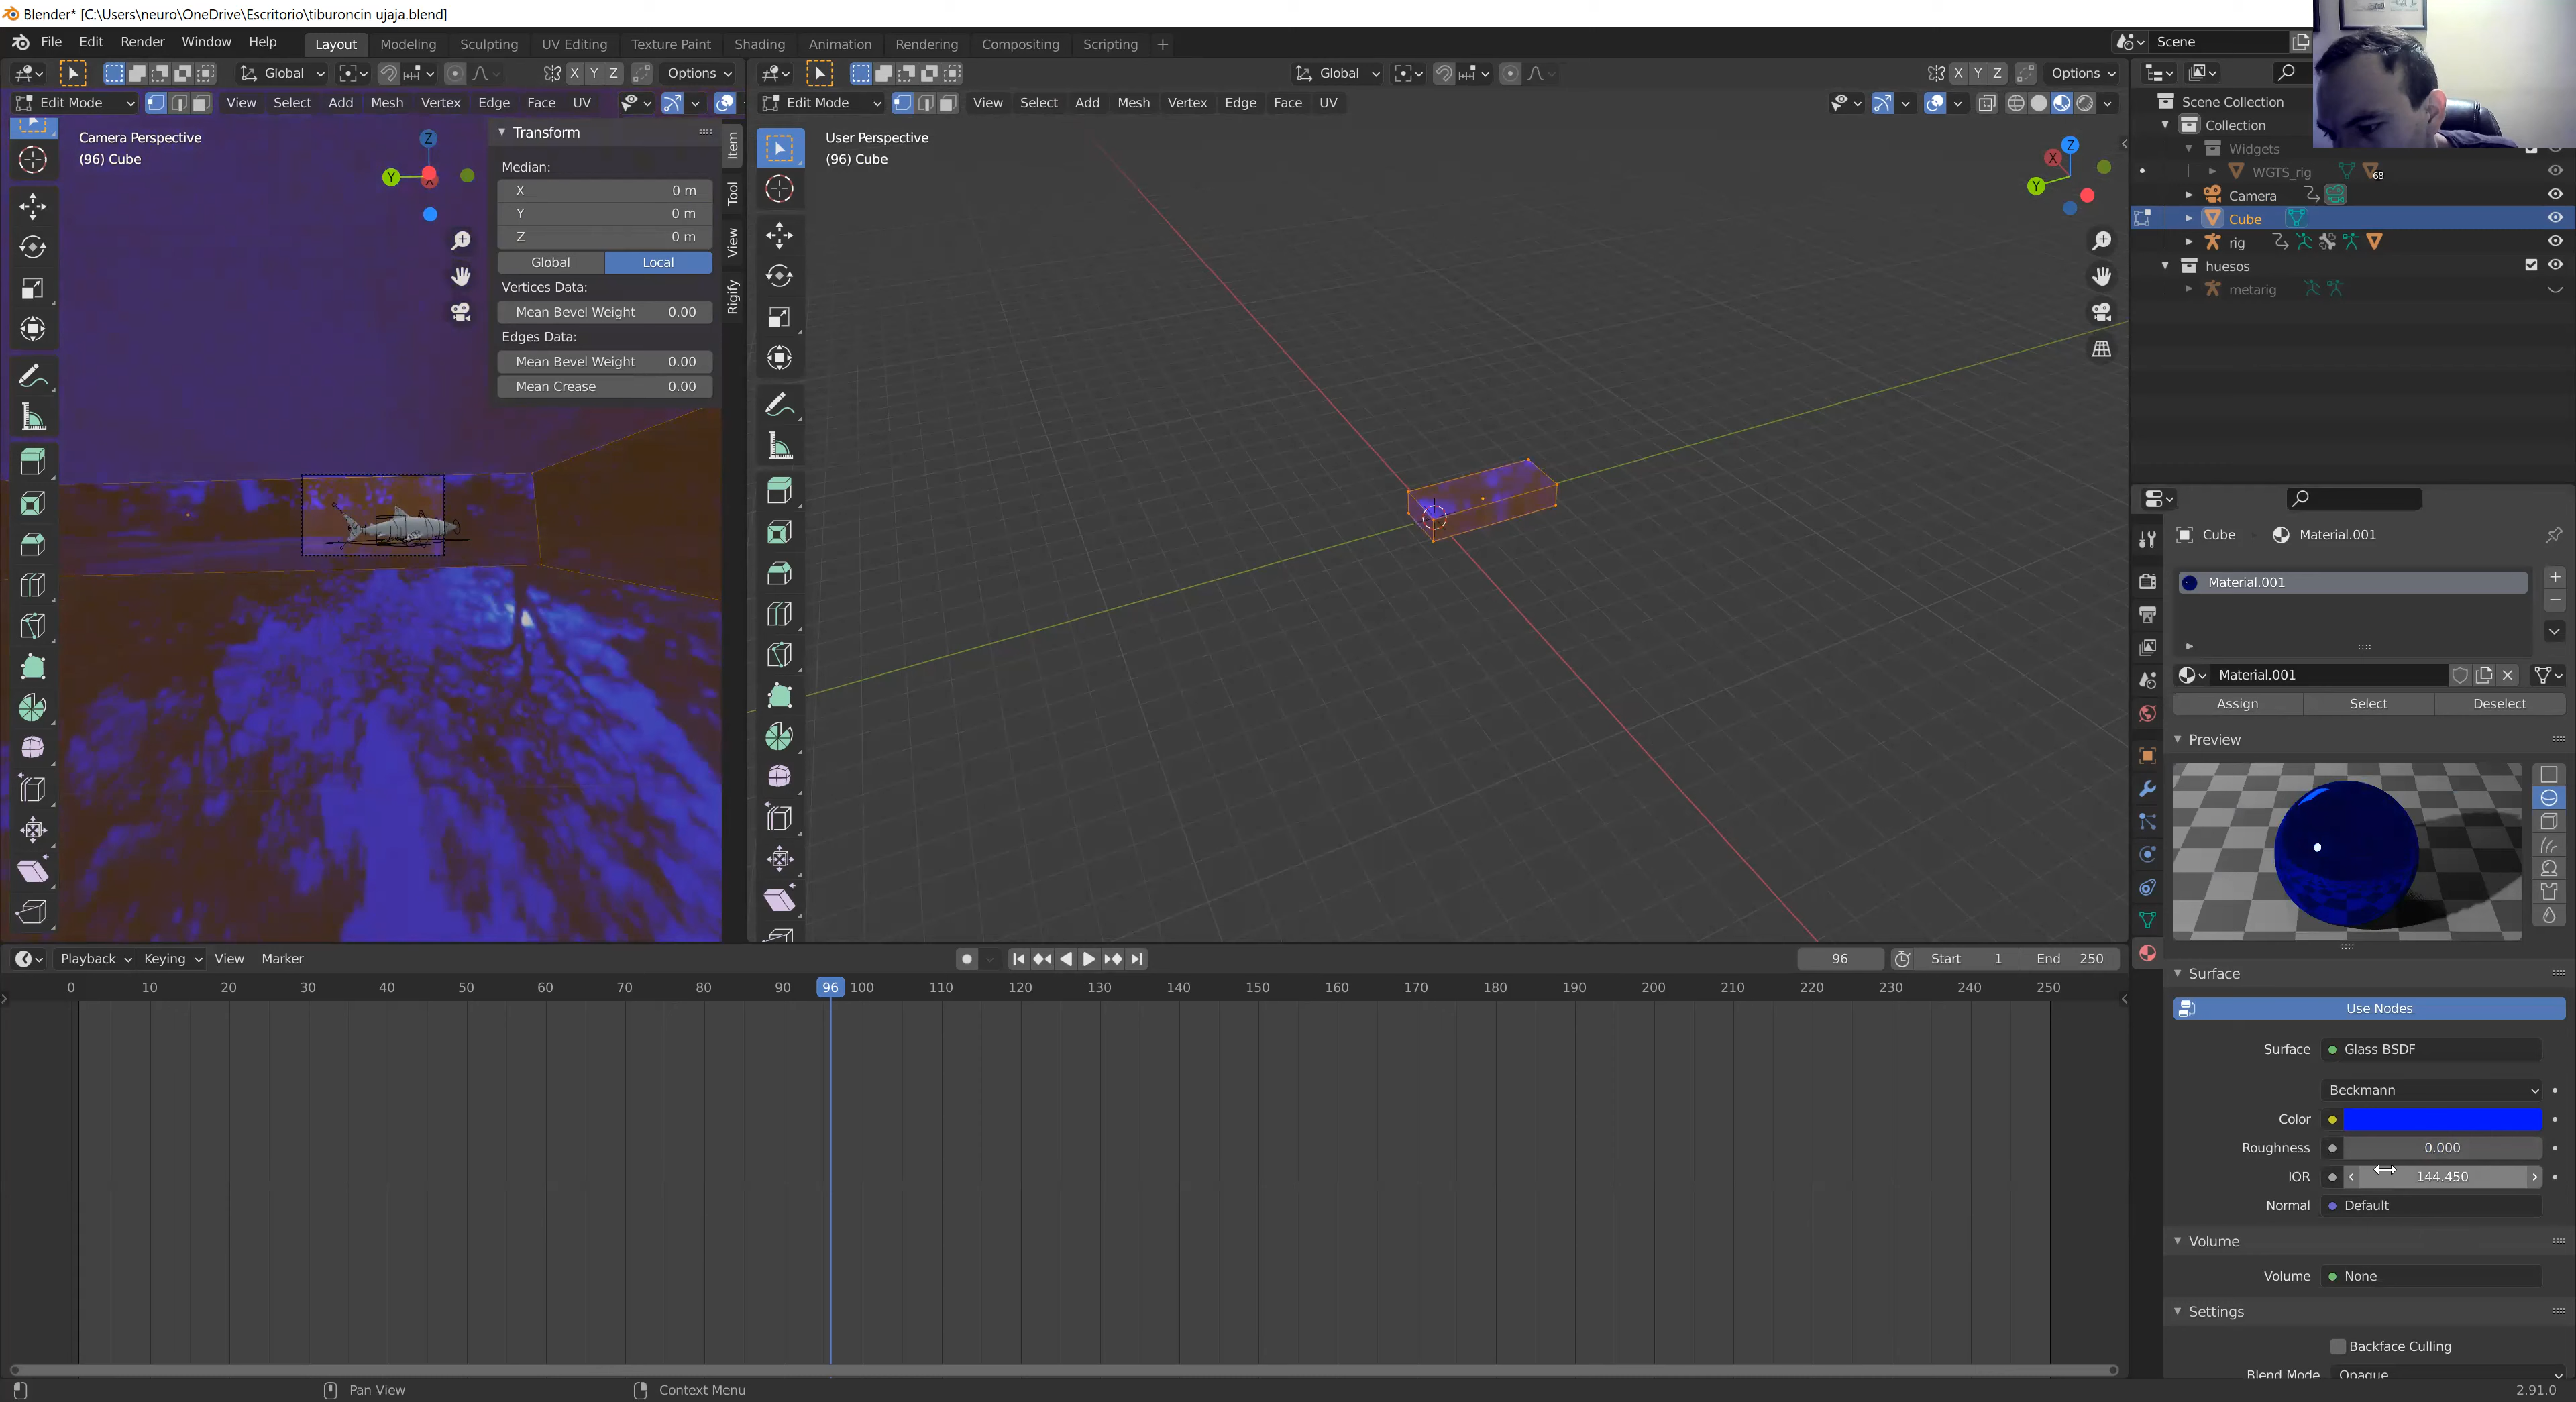 Blender* [C:\Users\neuro\OneDrive\Escritorio\tiburoncin ujaja.blend]
File Edit Render Window Help Layout Modeling Sculpting UV Editing Texture Paint Shading Animation Rendering Compositing Scripting + Scene
Global X Y Z Options Global X Y Z Options
Edit Mode View Select Add Mesh Vertex Edge Face UV Edit Mode View Select Add Mesh Vertex Edge Face UV
Camera Perspective
(96) Cube
Z
Y
X
Transform
Median:
X 0 m
Y 0 m
Z 0 m
Global Local
Vertices Data:
Mean Bevel Weight 0.00
Edges Data:
Mean Bevel Weight 0.00
Mean Crease 0.00
Item
Tool
View
Rigify
User Perspective
(96) Cube
Z
X
Y
Scene Collection
Collection
Widgets
WGTS_rig 68
Camera
Cube
rig
huesos
metarig
Cube Material.001
Material.001
Material.001
Assign Select Deselect
Preview
Surface
Use Nodes
Surface Glass BSDF
Beckmann
Color
Roughness 0.000
IOR 144.450
Normal Default
Volume
Volume None
Settings
Backface Culling
Blend Mode Opaque
Playback Keying View Marker 96 Start 1 End 250
0 10 20 30 40 50 60 70 80 90 96 100 110 120 130 140 150 160 170 180 190 200 210 220 230 240 250
Pan View Context Menu 2.91.0